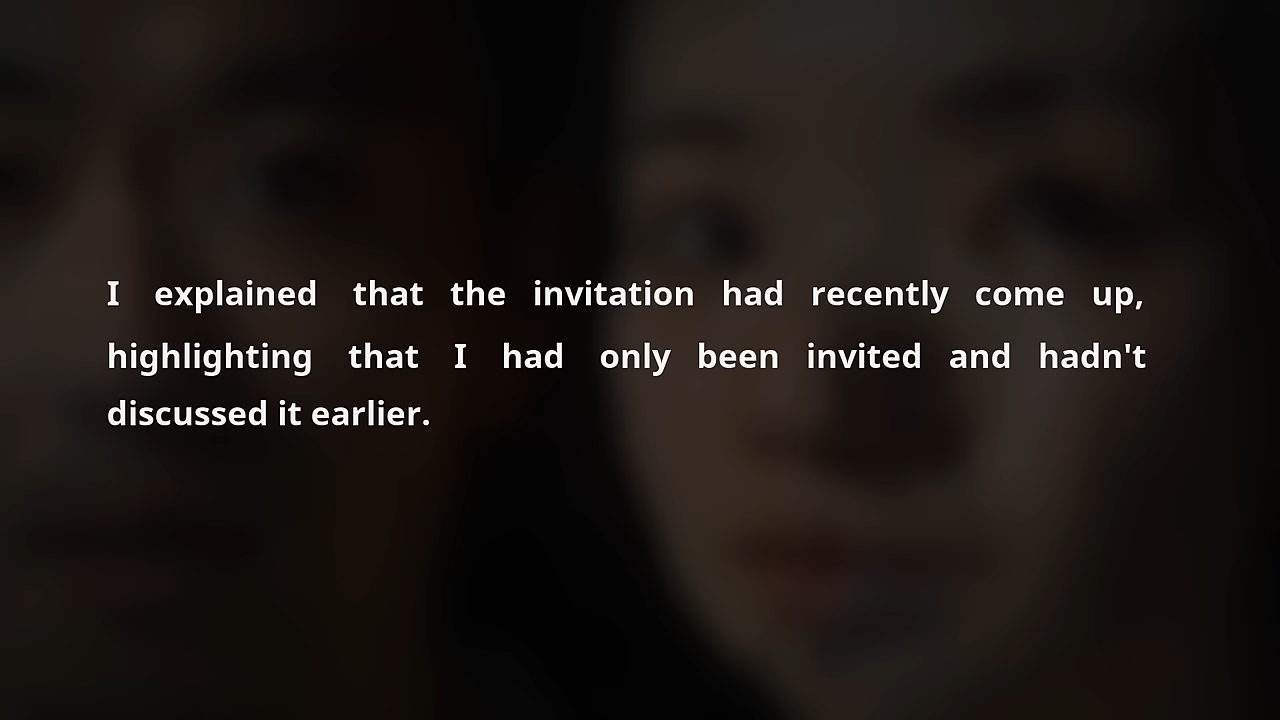 I explained that the invitation had recently come up,
highlighting that I had only been invited and hadn't
discussed it earlier.